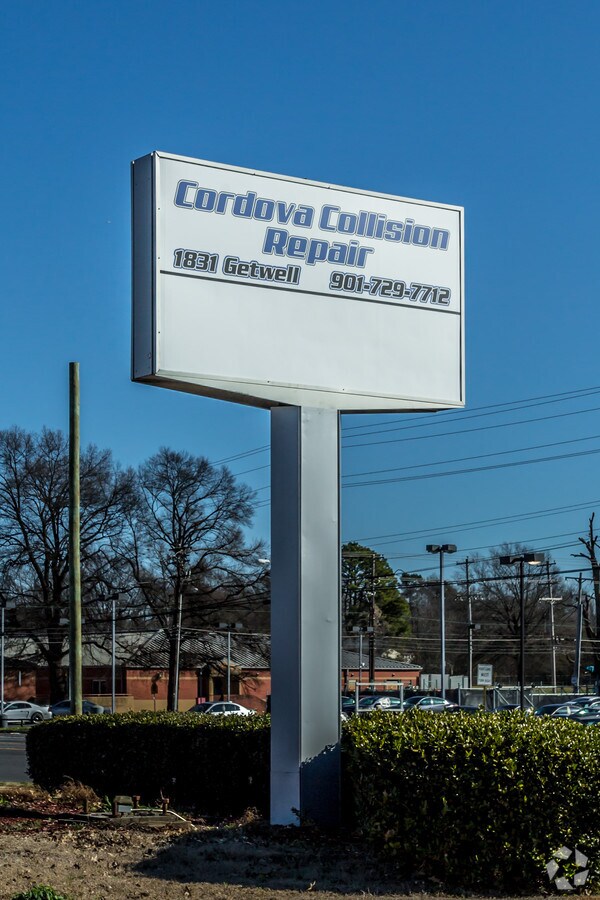 Cordova Collision
Repair
1831 Getwell 901-729-7712